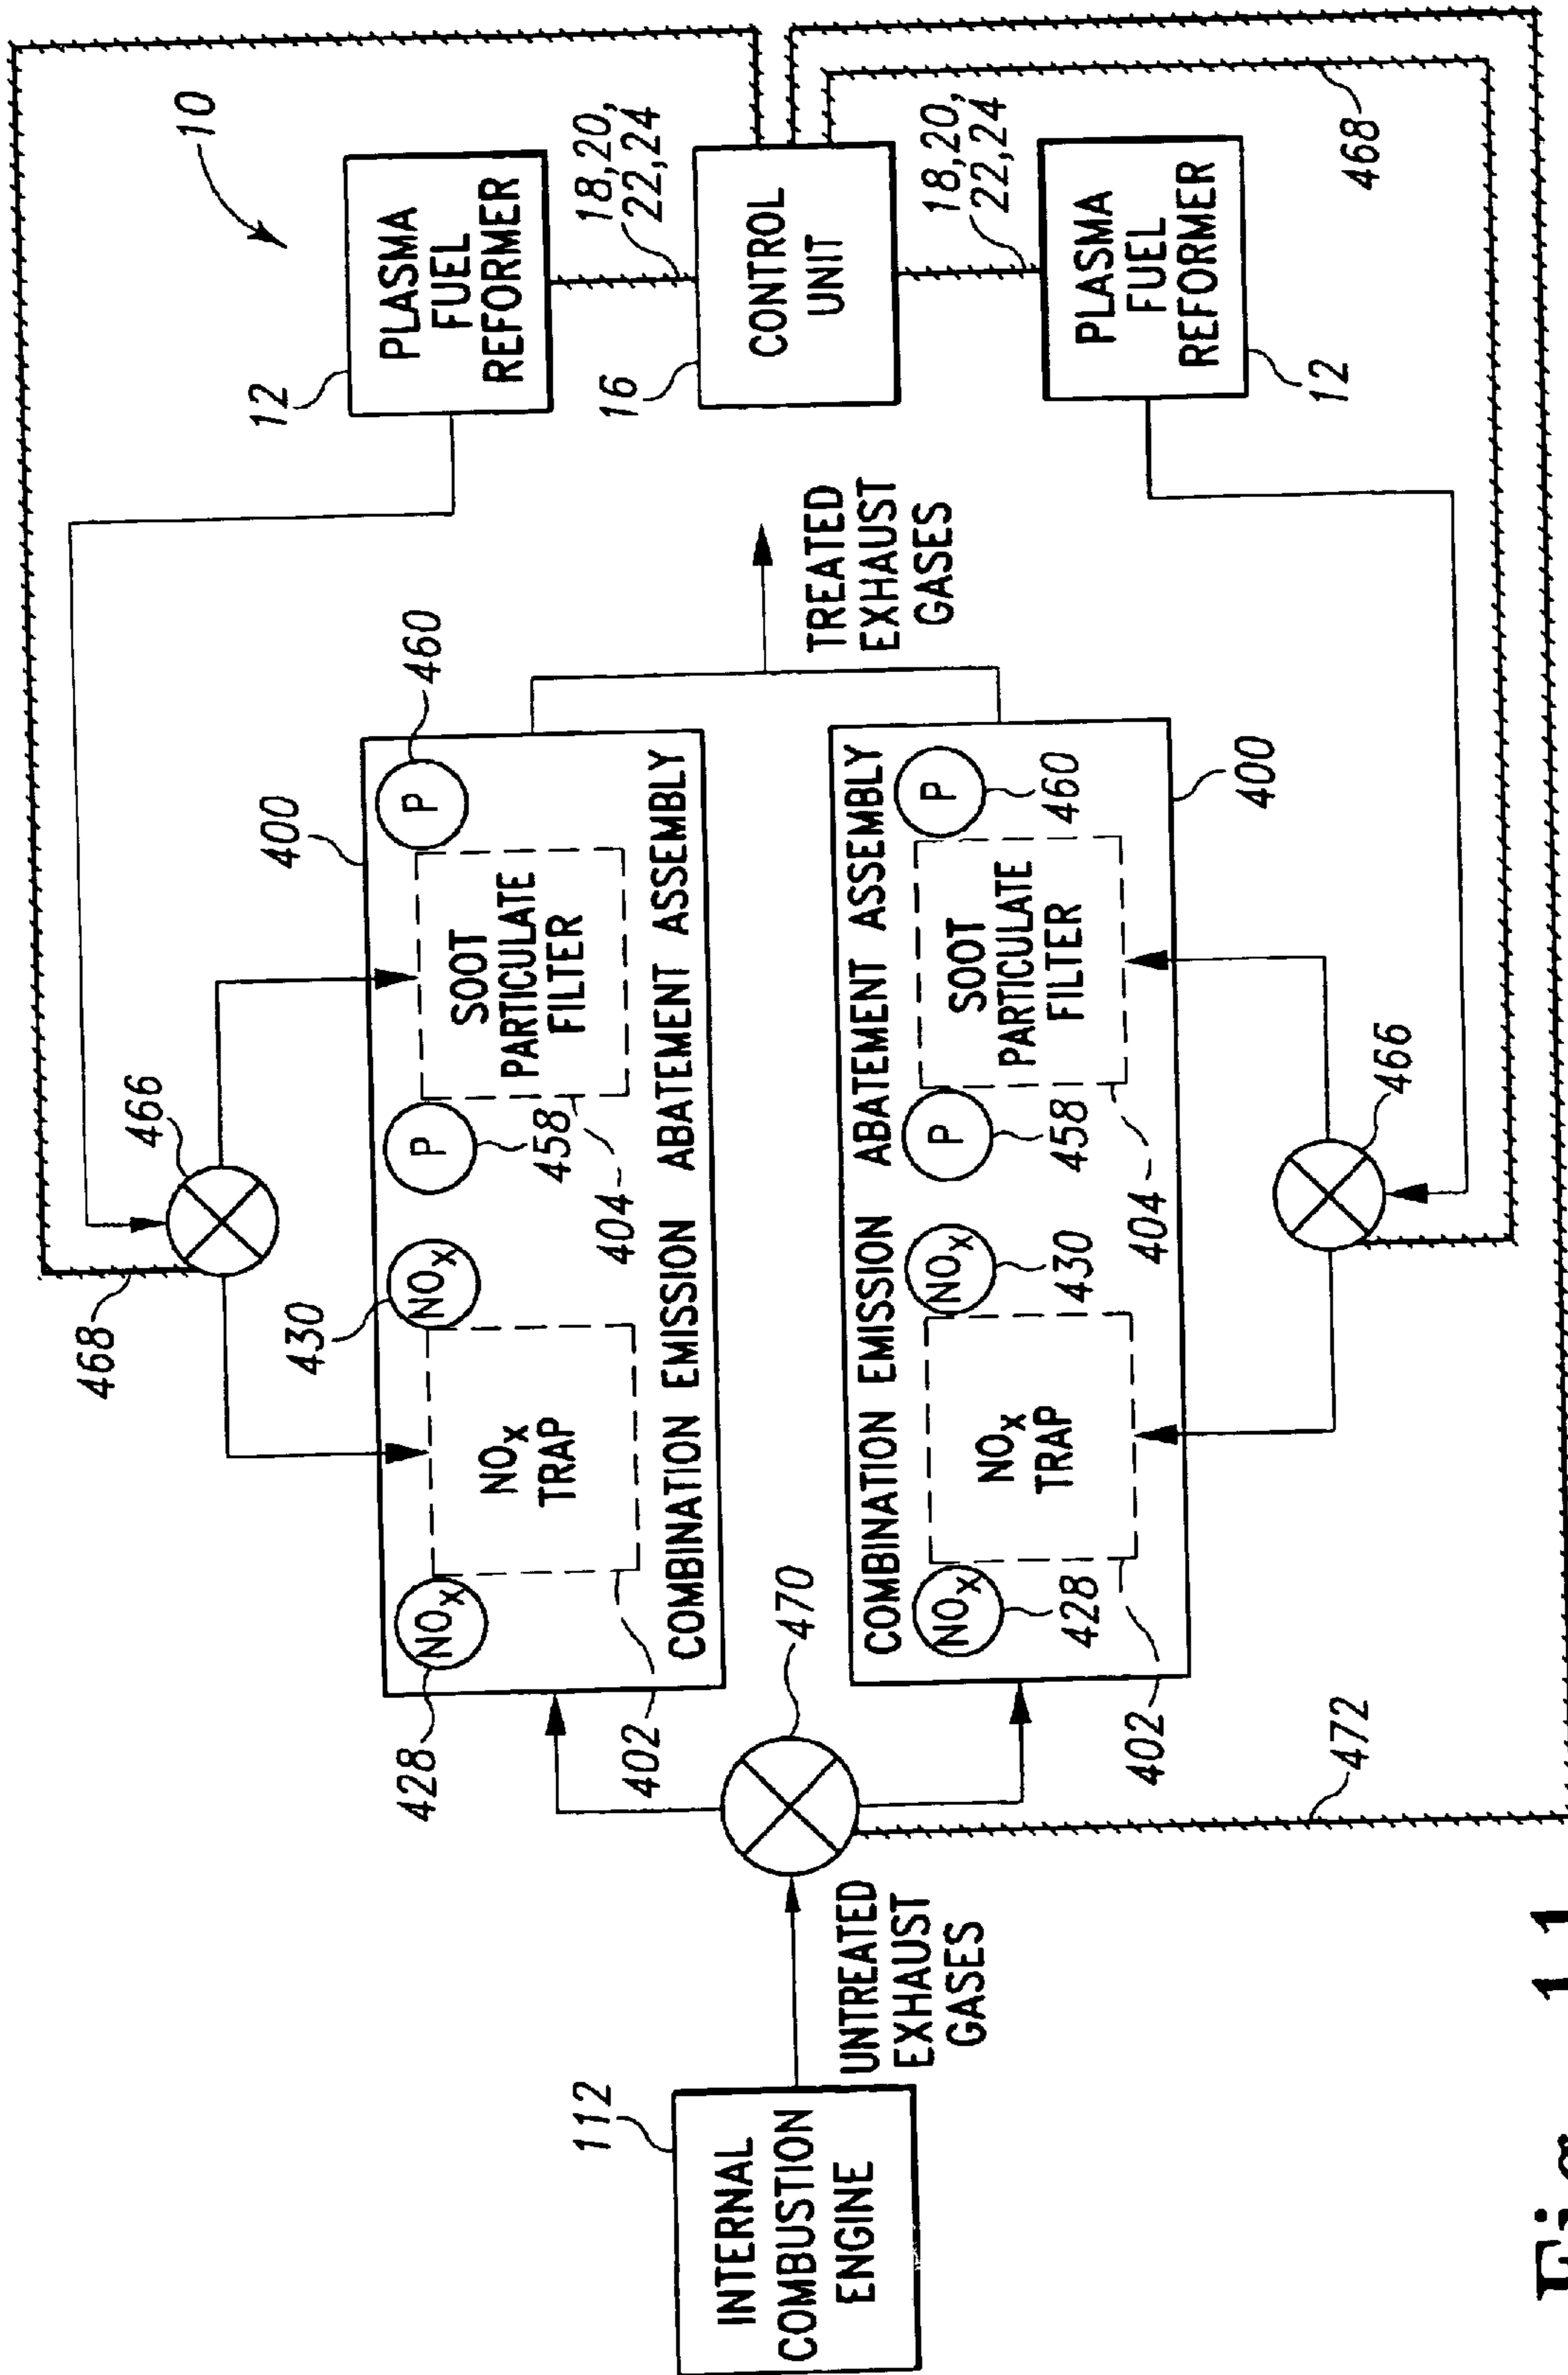 10
12
PLASMA
FUEL
REFORMER
18,20,
22,24
16
CONTROL
UNIT
18,20,
22,24
PLASMA
FUEL
REFORMER
12
468
466
468
400
460
P
SOOT
PARTICULATE
FILTER
P
458
404
430
NOX
NOX
TRAP
NOX
428
402
COMBINATION EMISSION ABATEMENT ASSEMBLY
TREATED
EXHAUST
GASES
COMBINATION EMISSION ABATEMENT ASSEMBLY
P
460
SOOT
PARTICULATE
FILTER
P
458
404
NOX
430
NOX
TRAP
NOX
428
402
400
466
470
472
UNTREATED
EXHAUST
GASES
112
INTERNAL
COMBUSTION
ENGINE
Fig. 11